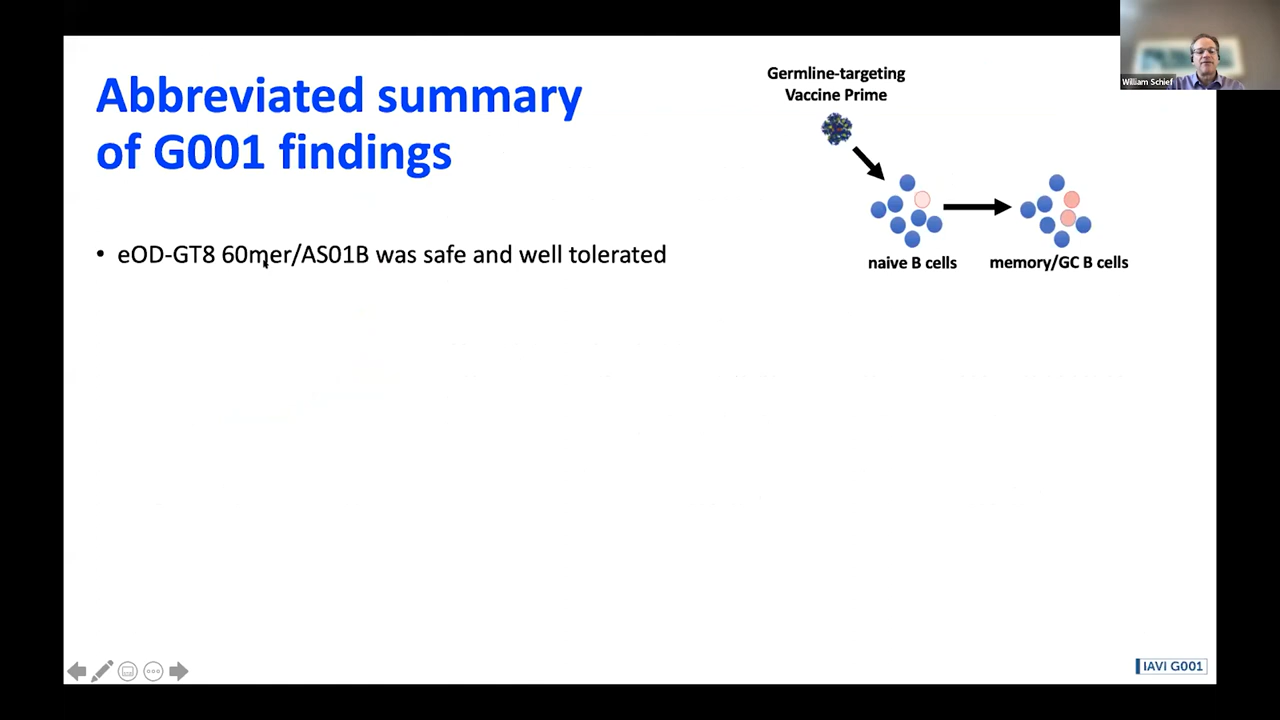 Abbreviated summary
of G001 findings
• eOD-GT8 60mer/AS01B was safe and well tolerated
Germline-targeting
Vaccine Prime
naive B cells
memory/GC B cells
William Schief
IAVI G001